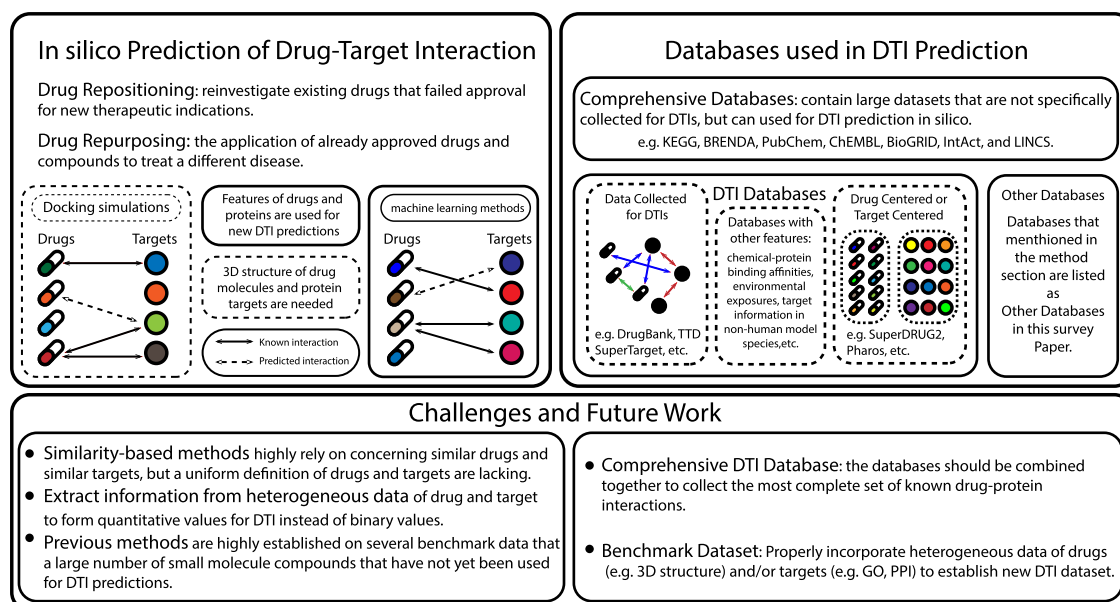 In silico Prediction of Drug-Target Interaction
Drug Repositioning: reinvestigate existing drugs that failed approval
for new therapeutic indications.
Drug Repurposing: the application of already approved drugs and
compounds to treat a different disease.
Docking simulations
Drugs
Targets
Features of drugs and
proteins are used for
new DTI predictions
3D structure of drug
molecules and protein
targets are needed
Known interaction
Predicted interaction
machine learning methods
Drugs
Targets
Databases used in DTI Prediction
Comprehensive Databases: contain large datasets that are not specifically
collected for DTIs, but can used for DTI prediction in silico.
e.g. KEGG, BRENDA, PubChem, ChEMBL, BioGRID, IntAct, and LINCS.
DTI Databases
Data Collected
for DTIs
e.g. DrugBank, TTD
SuperTarget, etc.
Databases with
other features:
chemical-protein
binding affinities,
environmental
exposures, target
information in
non-human model
species,etc.
Drug Centered or
Target Centered
e.g. SuperDRUG2,
Pharos, etc.
Other Databases
Databases that
menthioned in
the method
section are listed
as
Other Databases
in this survey
Paper.
Challenges and Future Work
• Similarity-based methods highly rely on concerning similar drugs and
similar targets, but a uniform definition of drugs and targets are lacking.
• Extract information from heterogeneous data of drug and target
to form quantitative values for DTI instead of binary values.
• Previous methods are highly established on several benchmark data that
a large number of small molecule compounds that have not yet been used
for DTI predictions.
• Comprehensive DTI Database: the databases should be combined
together to collect the most complete set of known drug-protein
interactions.
• Benchmark Dataset: Properly incorporate heterogeneous data of drugs
(e.g. 3D structure) and/or targets (e.g. GO, PPI) to establish new DTI dataset.